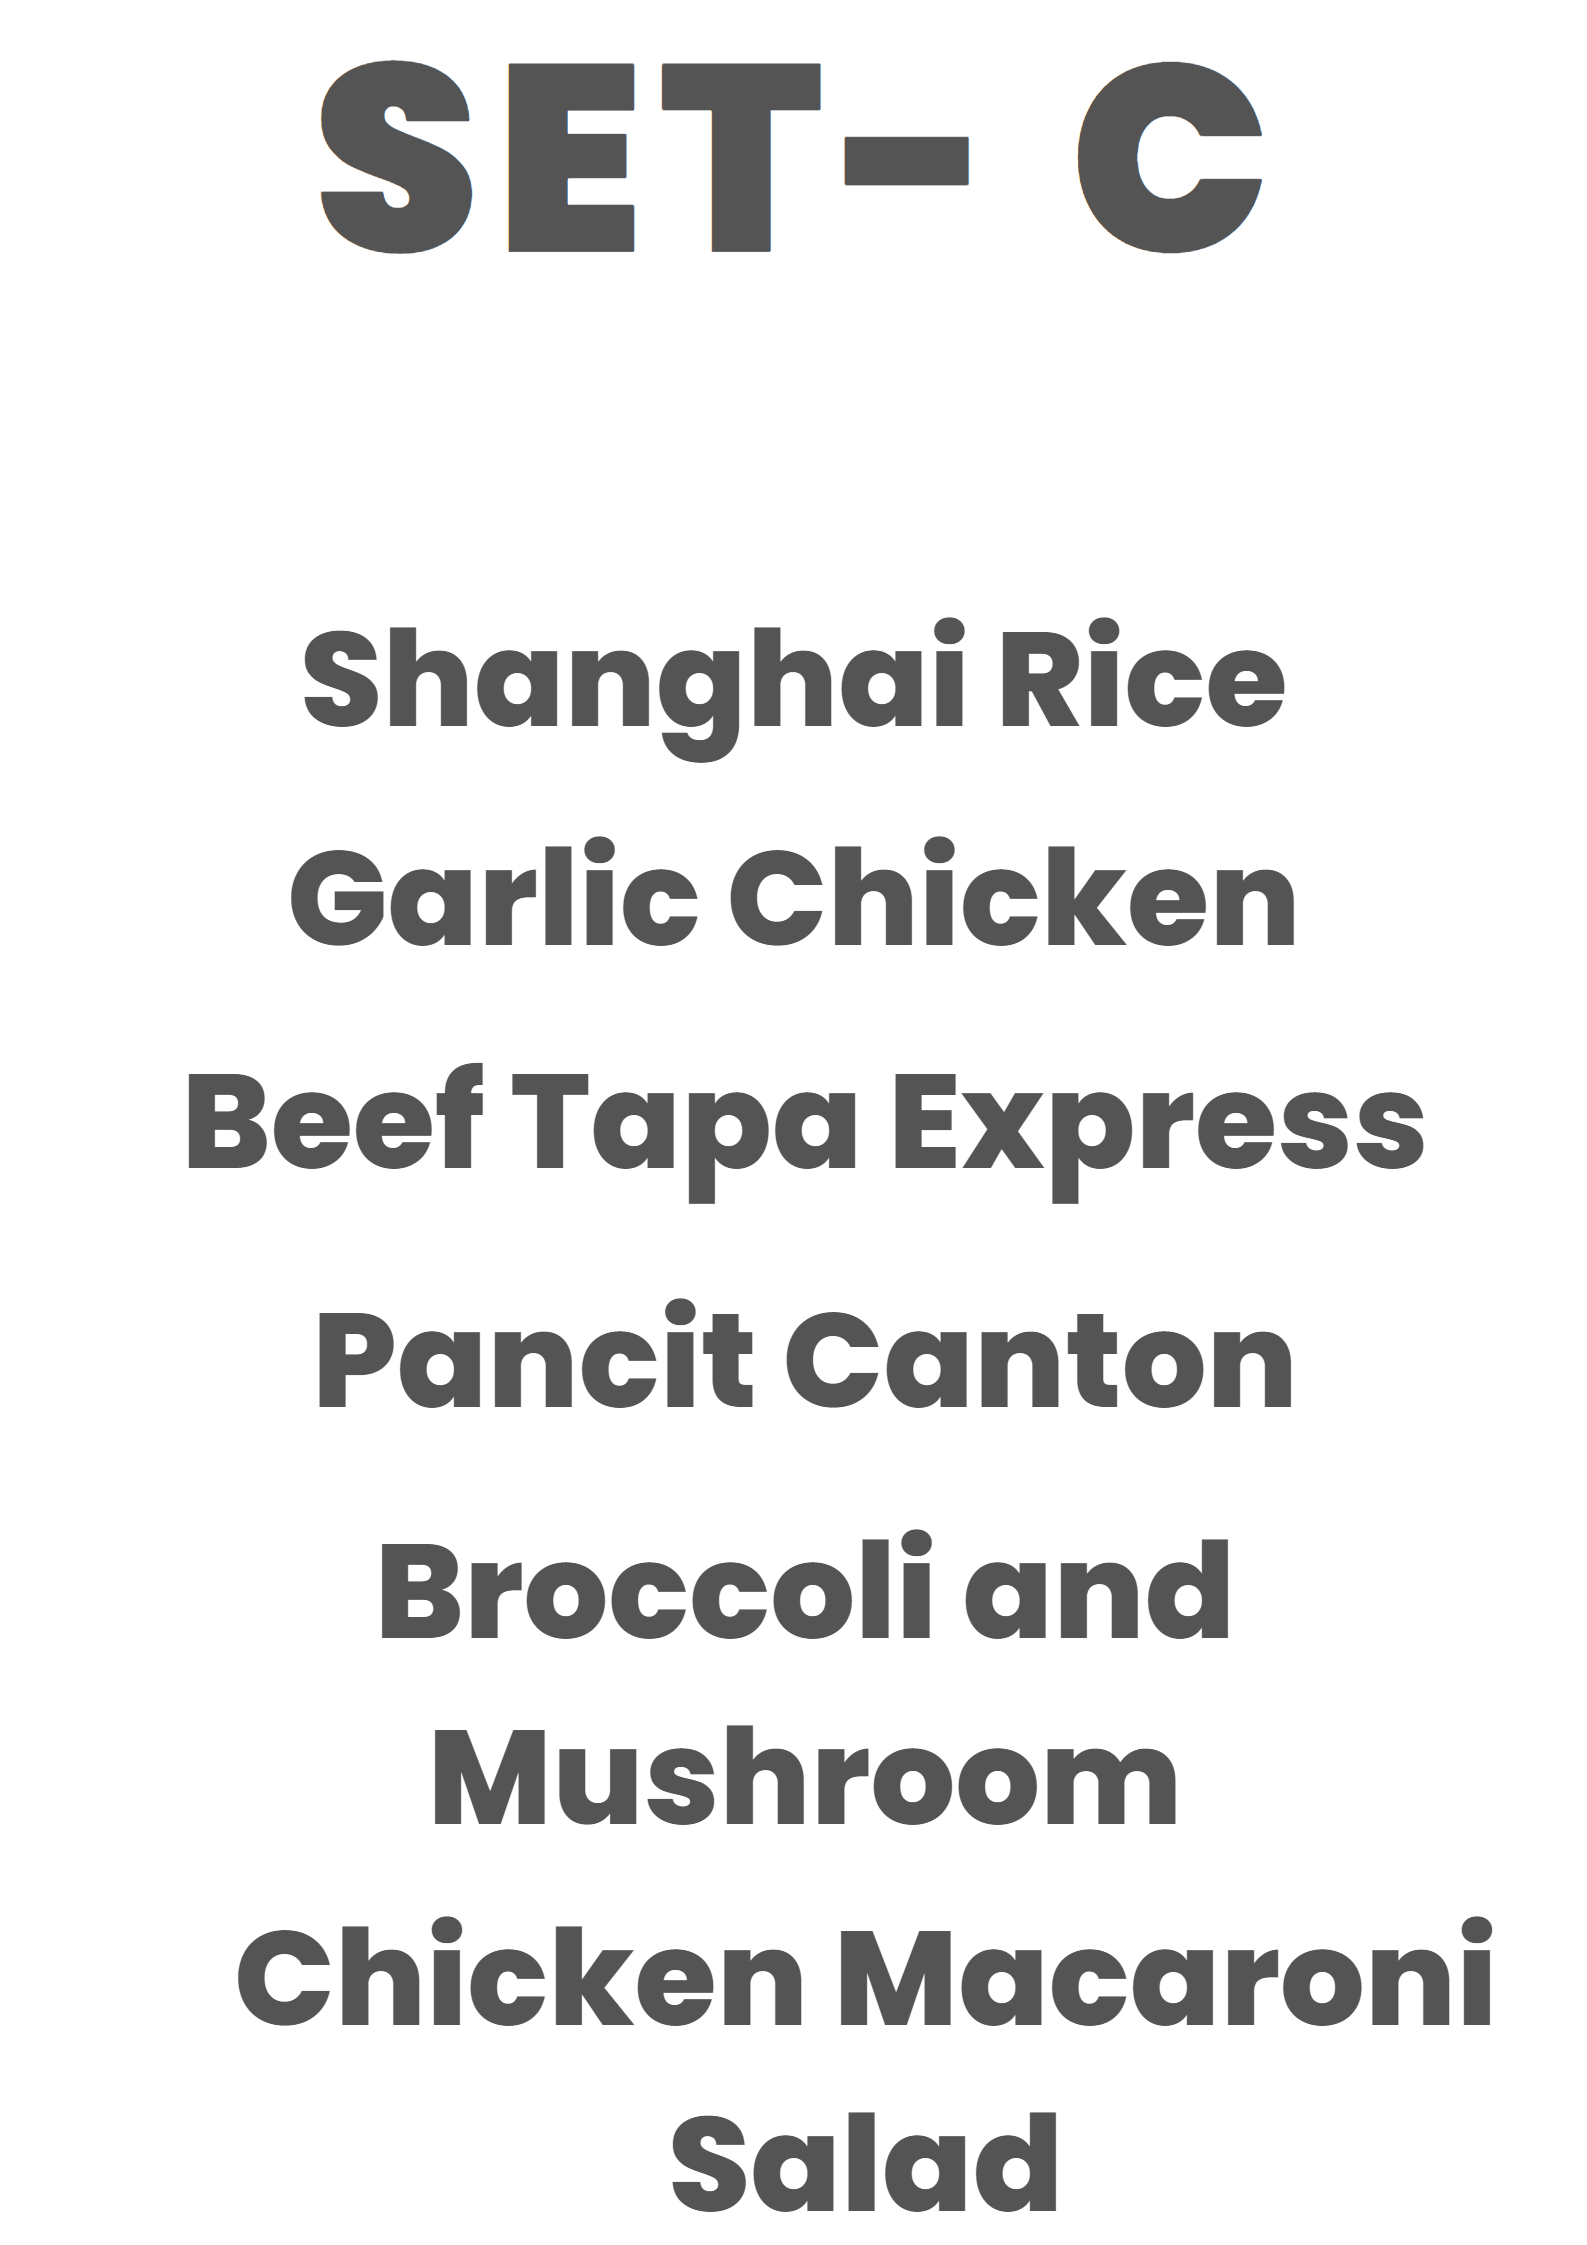 SET- C
Shanghai Rice
Garlic Chicken
Beef Tapa Express
Pancit Canton
Broccoli and
Mushroom
Chicken Macaroni
Salad